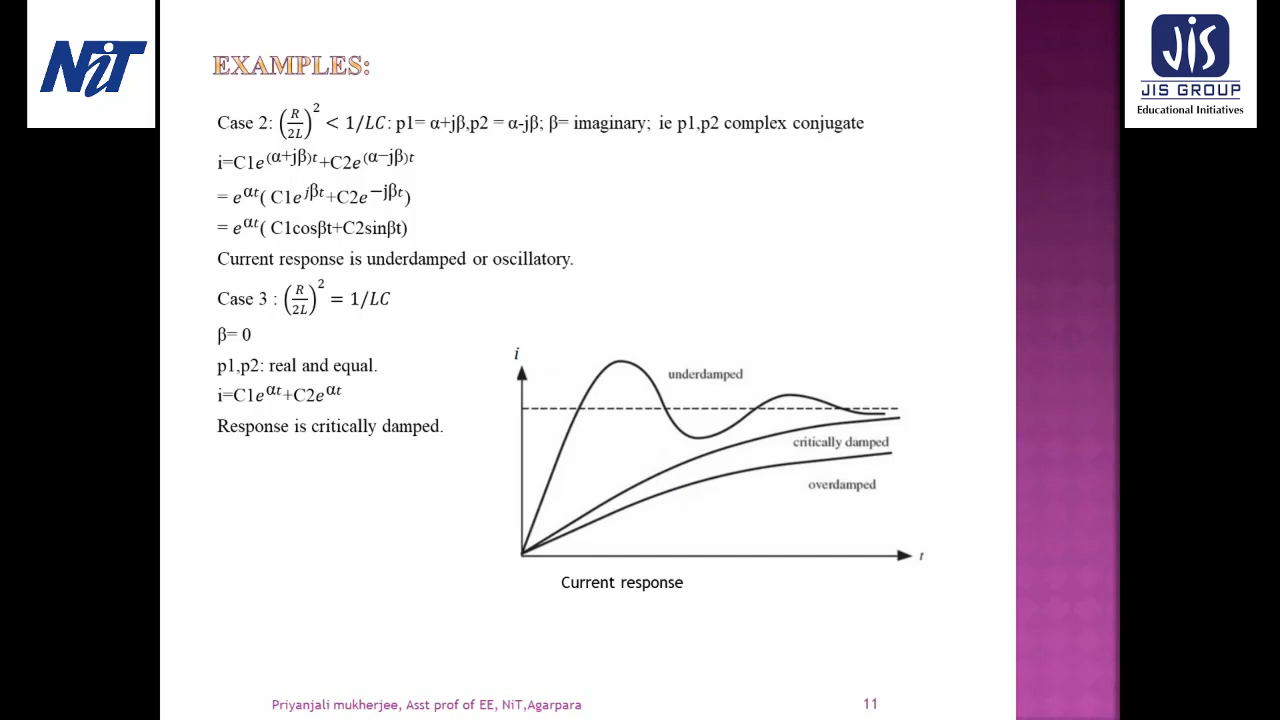 NiT
JIS
JIS GROUP
Educational Initiatives
EXAMPLES:
Case 2: (R/2L)² < 1/LC: p1= α+jβ,p2 = α-jβ; β= imaginary; ie p1,p2 complex conjugate
i=C1e^(α+jβ)t+C2e^(α−jβ)t
= e^αt( C1e^jβt+C2e^−jβt)
= e^αt( C1cosβt+C2sinβt)
Current response is underdamped or oscillatory.
Case 3 : (R/2L)² = 1/LC
β= 0
p1,p2: real and equal.
i=C1e^αt+C2e^αt
Response is critically damped.
i
underdamped
critically damped
overdamped
t
Current response
Priyanjali mukherjee, Asst prof of EE, NiT,Agarpara
11